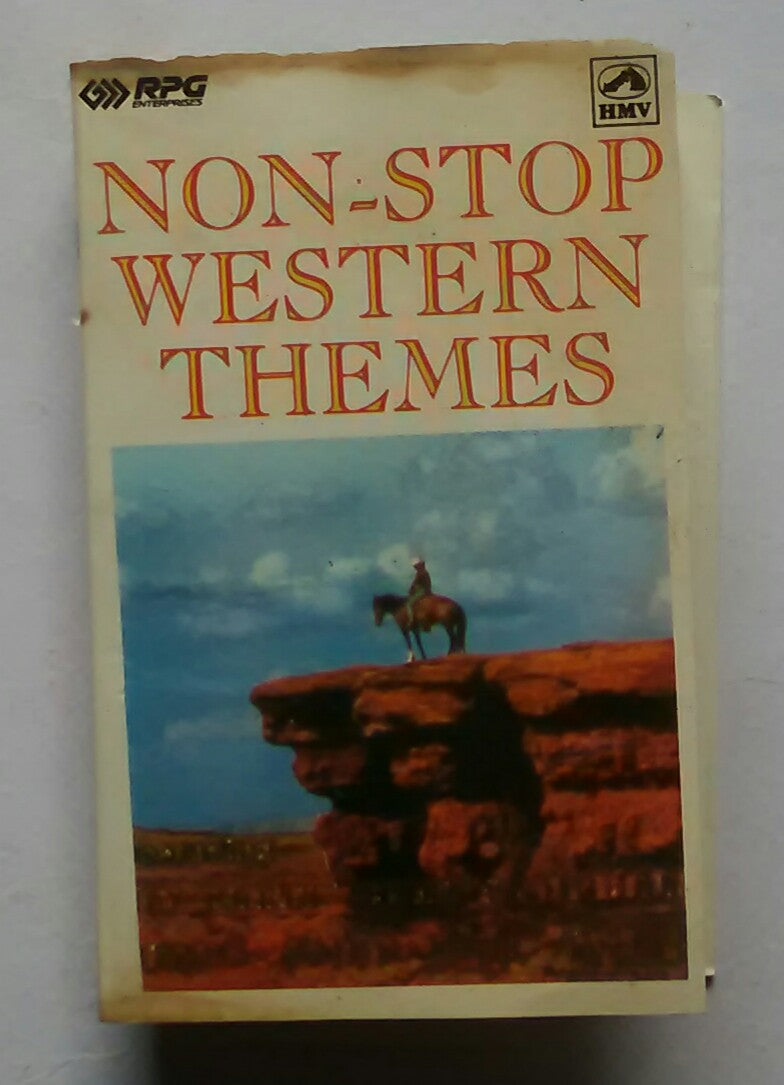 RPG
ENTERPRISES
HMV
NON-STOP
WESTERN
THEMES